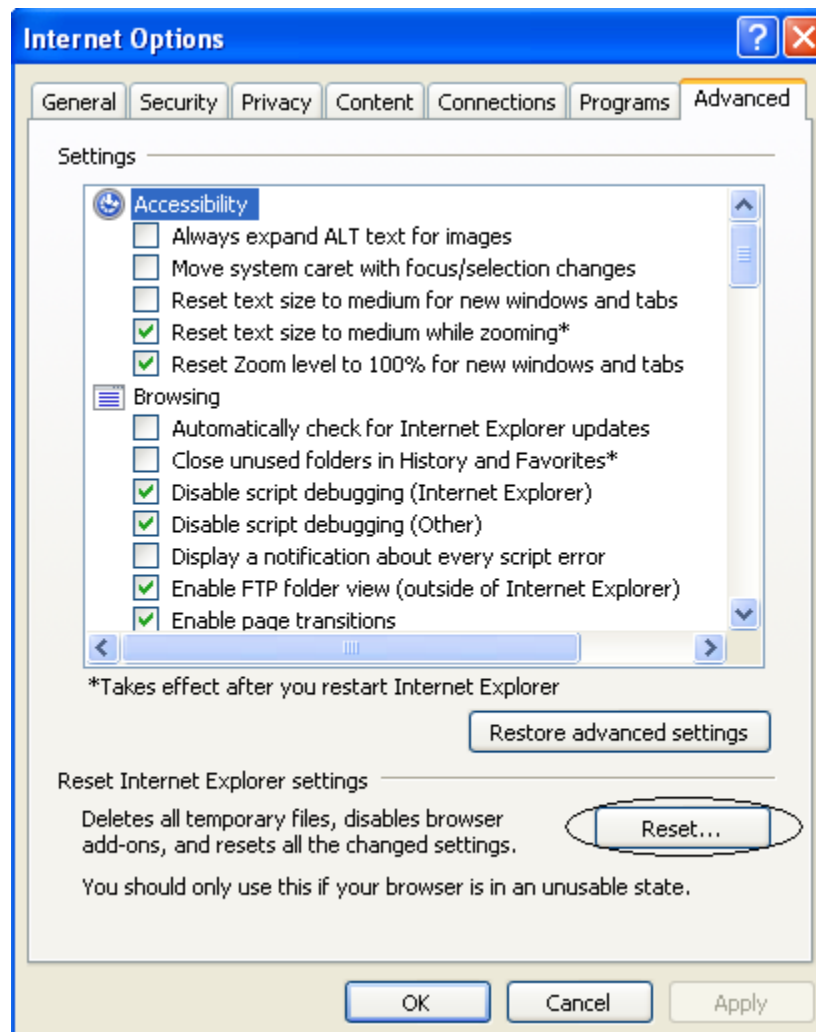 Internet Options
General Security Privacy Content Connections Programs Advanced
Settings
Accessibility
Always expand ALT text for images
Move system caret with focus/selection changes
Reset text size to medium for new windows and tabs
Reset text size to medium while zooming*
Reset Zoom level to 100% for new windows and tabs
Browsing
Automatically check for Internet Explorer updates
Close unused folders in History and Favorites*
Disable script debugging (Internet Explorer)
Disable script debugging (Other)
Display a notification about every script error
Enable FTP folder view (outside of Internet Explorer)
Enable page transitions
*Takes effect after you restart Internet Explorer
Restore advanced settings
Reset Internet Explorer settings
Deletes all temporary files, disables browser
add-ons, and resets all the changed settings.
Reset...
You should only use this if your browser is in an unusable state.
OK Cancel Apply